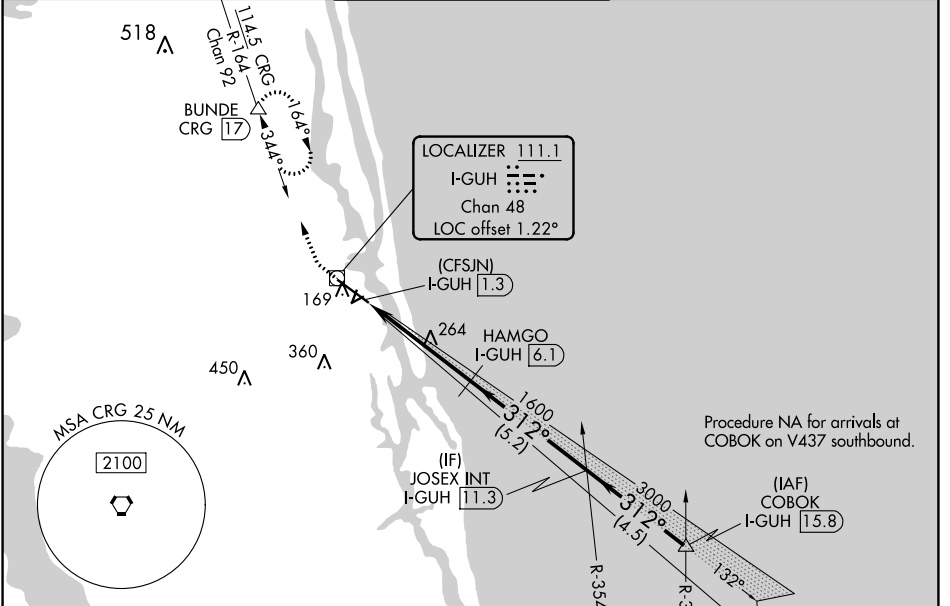 518
114.5 CRG
R-164
Chan 92
BUNDE
CRG 17
164°
344°
LOCALIZER 111.1
I-GUH
Chan 48
LOC offset 1.22°
(CFSJN)
I-GUH 1.3
169
264
HAMGO
I-GUH 6.1
450
360
1600
312°
(5.2)
Procedure NA for arrivals at
COBOK on V437 southbound.
MSA CRG 25 NM
2100
(IF)
JOSEX INT
I-GUH 11.3
3000
312°
(4.5)
(IAF)
COBOK
I-GUH 15.8
132°
R-354